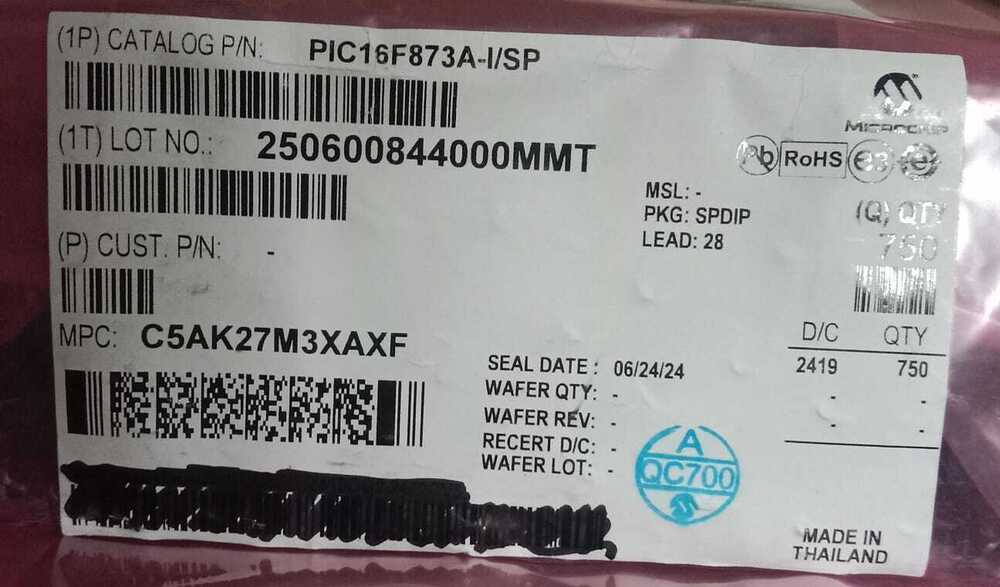 (1P) CATALOG P/N: PIC16F873A-I/SP
MICROCHIP
(1T) LOT NO.: 250600844000MMT
Pb RoHS e3 e
MSL: -
PKG: SPDIP
LEAD: 28
(Q) QTY
750
(P) CUST. P/N: -
MPC: C5AK27M3XAXF
D/C QTY
2419 750
- -
- -
SEAL DATE : 06/24/24
WAFER QTY: -
WAFER REV: -
RECERT D/C: -
WAFER LOT: -
A
QC700
MADE IN
THAILAND